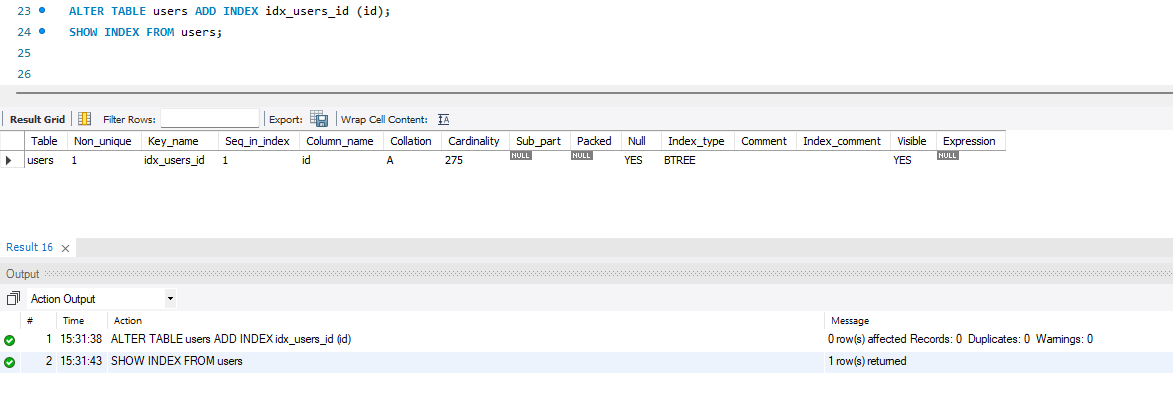 23 ALTER TABLE users ADD INDEX idx_users_id (id);
24 SHOW INDEX FROM users;
25
26
Result Grid Filter Rows: Export: Wrap Cell Content: IA
Table Non_unique Key_name Seq_in_index Column_name Collation Cardinality Sub_part Packed Null Index_type Comment Index_comment Visible Expression
users 1 idx_users_id 1 id A 275 NULL NULL YES BTREE YES NULL
Result 16
Output
Action Output
# Time Action Message
1 15:31:38 ALTER TABLE users ADD INDEX idx_users_id (id) 0 row(s) affected Records: 0 Duplicates: 0 Warnings: 0
2 15:31:43 SHOW INDEX FROM users 1 row(s) returned